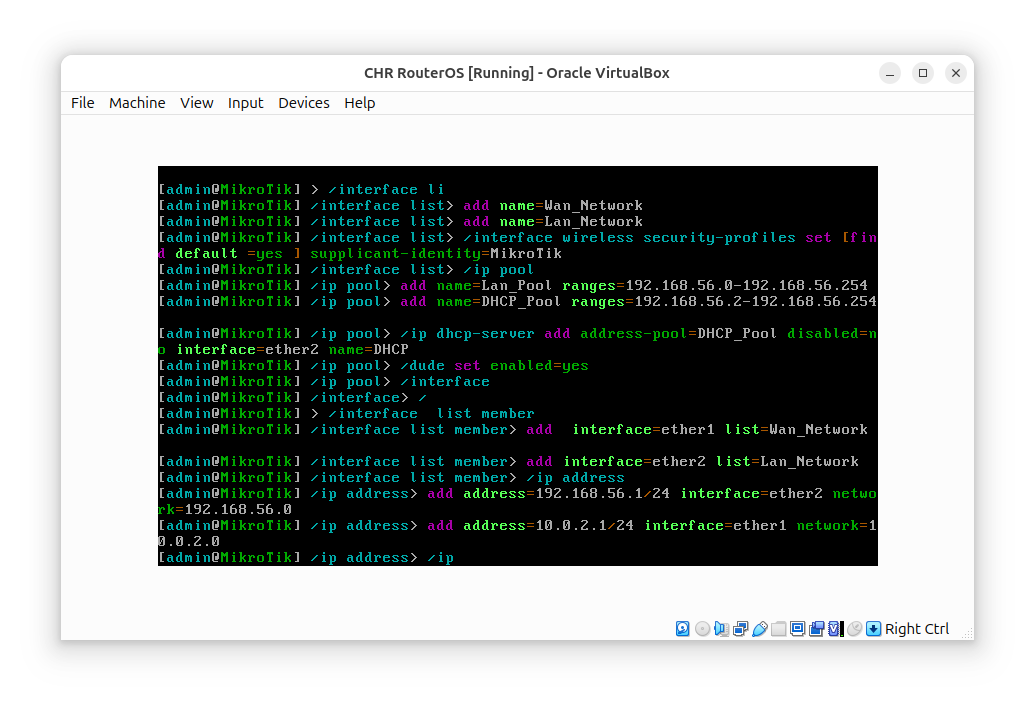 CHR RouterOS [Running] - Oracle VirtualBox
File Machine View Input Devices Help
[admin@MikroTik] > /interface li
[admin@MikroTik] /interface list> add name=Wan_Network
[admin@MikroTik] /interface list> add name=Lan_Network
[admin@MikroTik] /interface list> /interface wireless security-profiles set [fin
d default =yes ] supplicant-identity=MikroTik
[admin@MikroTik] /interface list> /ip pool
[admin@MikroTik] /ip pool> add name=Lan_Pool ranges=192.168.56.0-192.168.56.254
[admin@MikroTik] /ip pool> add name=DHCP_Pool ranges=192.168.56.2-192.168.56.254
[admin@MikroTik] /ip pool> /ip dhcp-server add address-pool=DHCP_Pool disabled=n
o interface=ether2 name=DHCP
[admin@MikroTik] /ip pool> /dude set enabled=yes
[admin@MikroTik] /ip pool> /interface
[admin@MikroTik] /interface> /
[admin@MikroTik] > /interface  list member
[admin@MikroTik] /interface list member> add  interface=ether1 list=Wan_Network
[admin@MikroTik] /interface list member> add interface=ether2 list=Lan_Network
[admin@MikroTik] /interface list member> /ip address
[admin@MikroTik] /ip address> add address=192.168.56.1/24 interface=ether2 netwo
rk=192.168.56.0
[admin@MikroTik] /ip address> add address=10.0.2.1/24 interface=ether1 network=1
0.0.2.0
[admin@MikroTik] /ip address> /ip
Right Ctrl